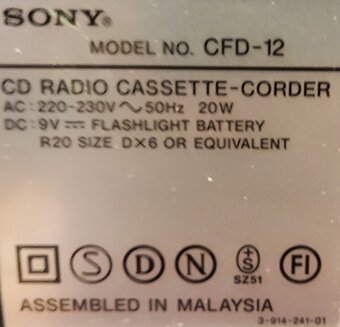 SONY®
MODEL NO. CFD-12
CD RADIO CASSETTE-CORDER
AC: 220-230V ∿ 50Hz 20W
DC: 9V ⎓ FLASHLIGHT BATTERY
R20 SIZE D×6 OR EQUIVALENT
S D N S FI
SZ51
ASSEMBLED IN MALAYSIA
3-914-241-01